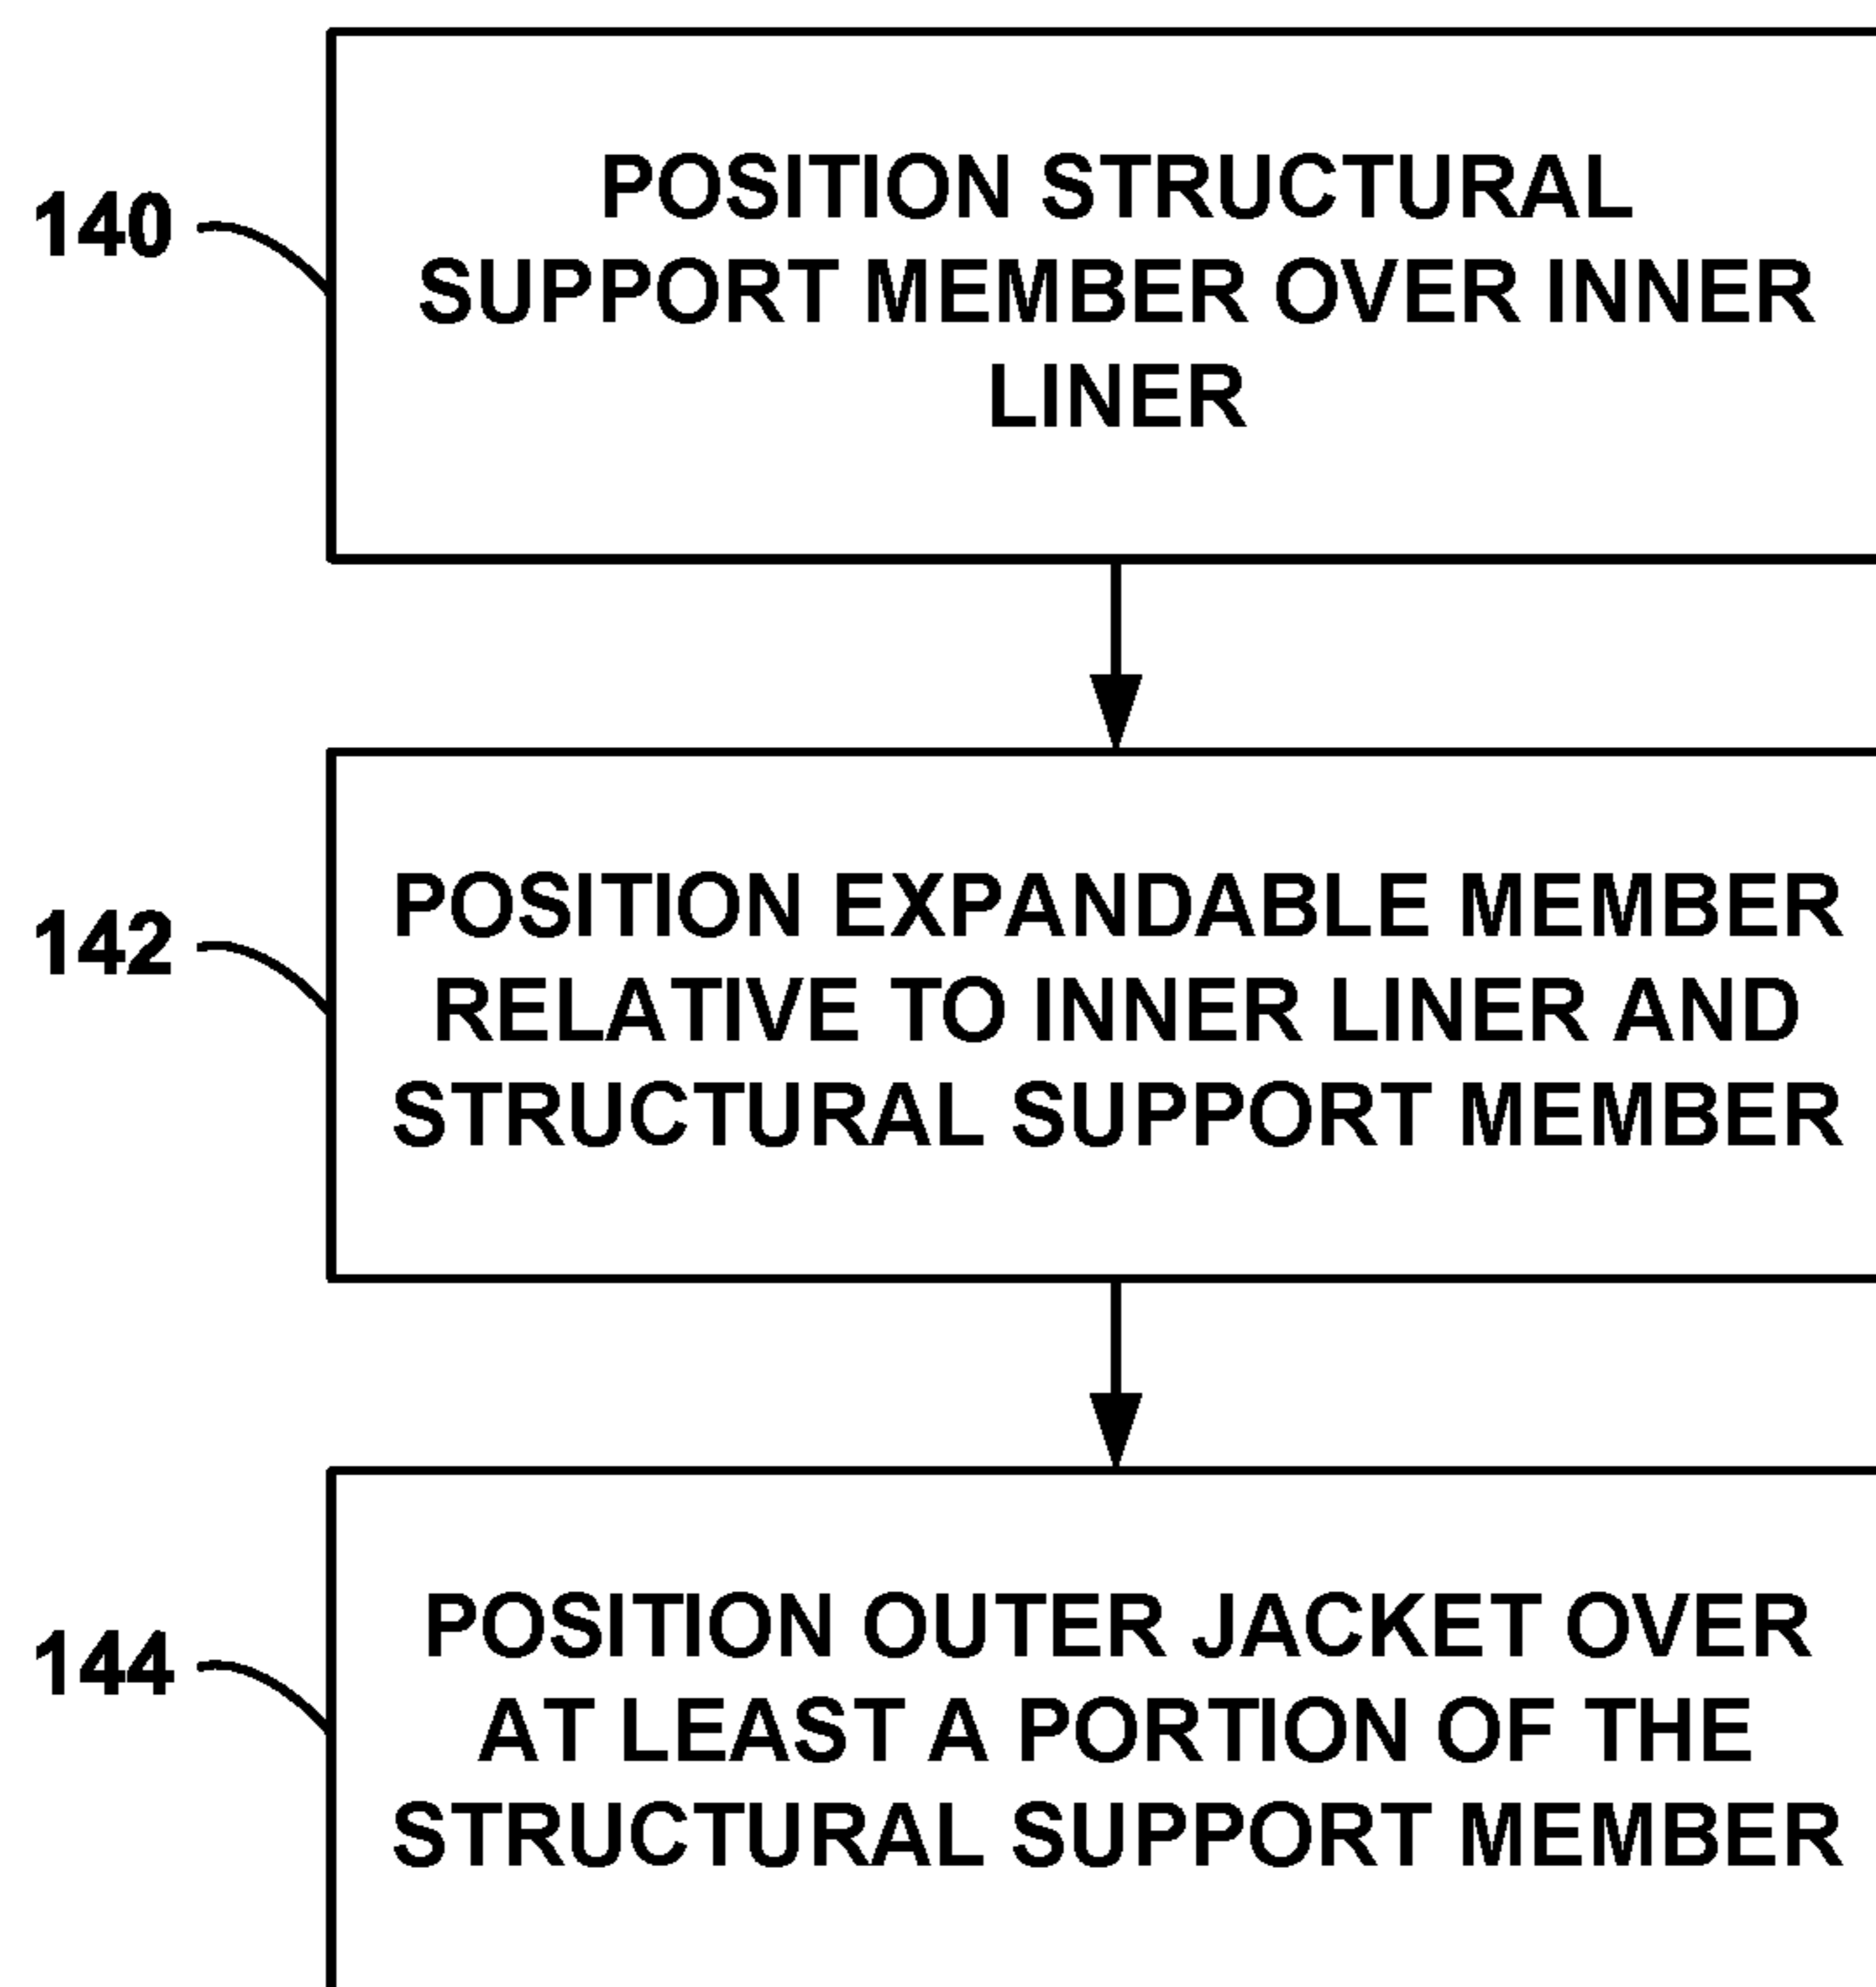 140
POSITION STRUCTURAL
SUPPORT MEMBER OVER INNER
LINER
142
POSITION EXPANDABLE MEMBER
RELATIVE TO INNER LINER AND
STRUCTURAL SUPPORT MEMBER
144
POSITION OUTER JACKET OVER
AT LEAST A PORTION OF THE
STRUCTURAL SUPPORT MEMBER